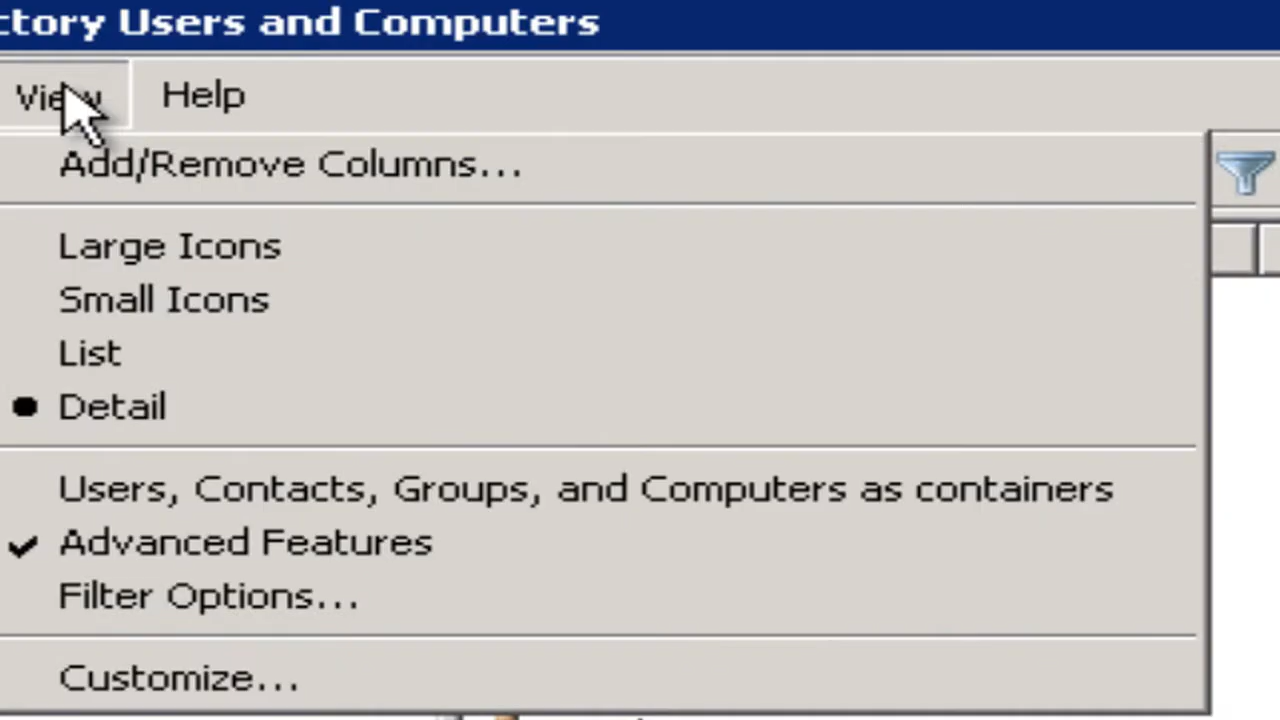 ctory Users and Computers
View Help
Add/Remove Columns...
Large Icons
Small Icons
List
Detail
Users, Contacts, Groups, and Computers as containers
Advanced Features
Filter Options...
Customize...